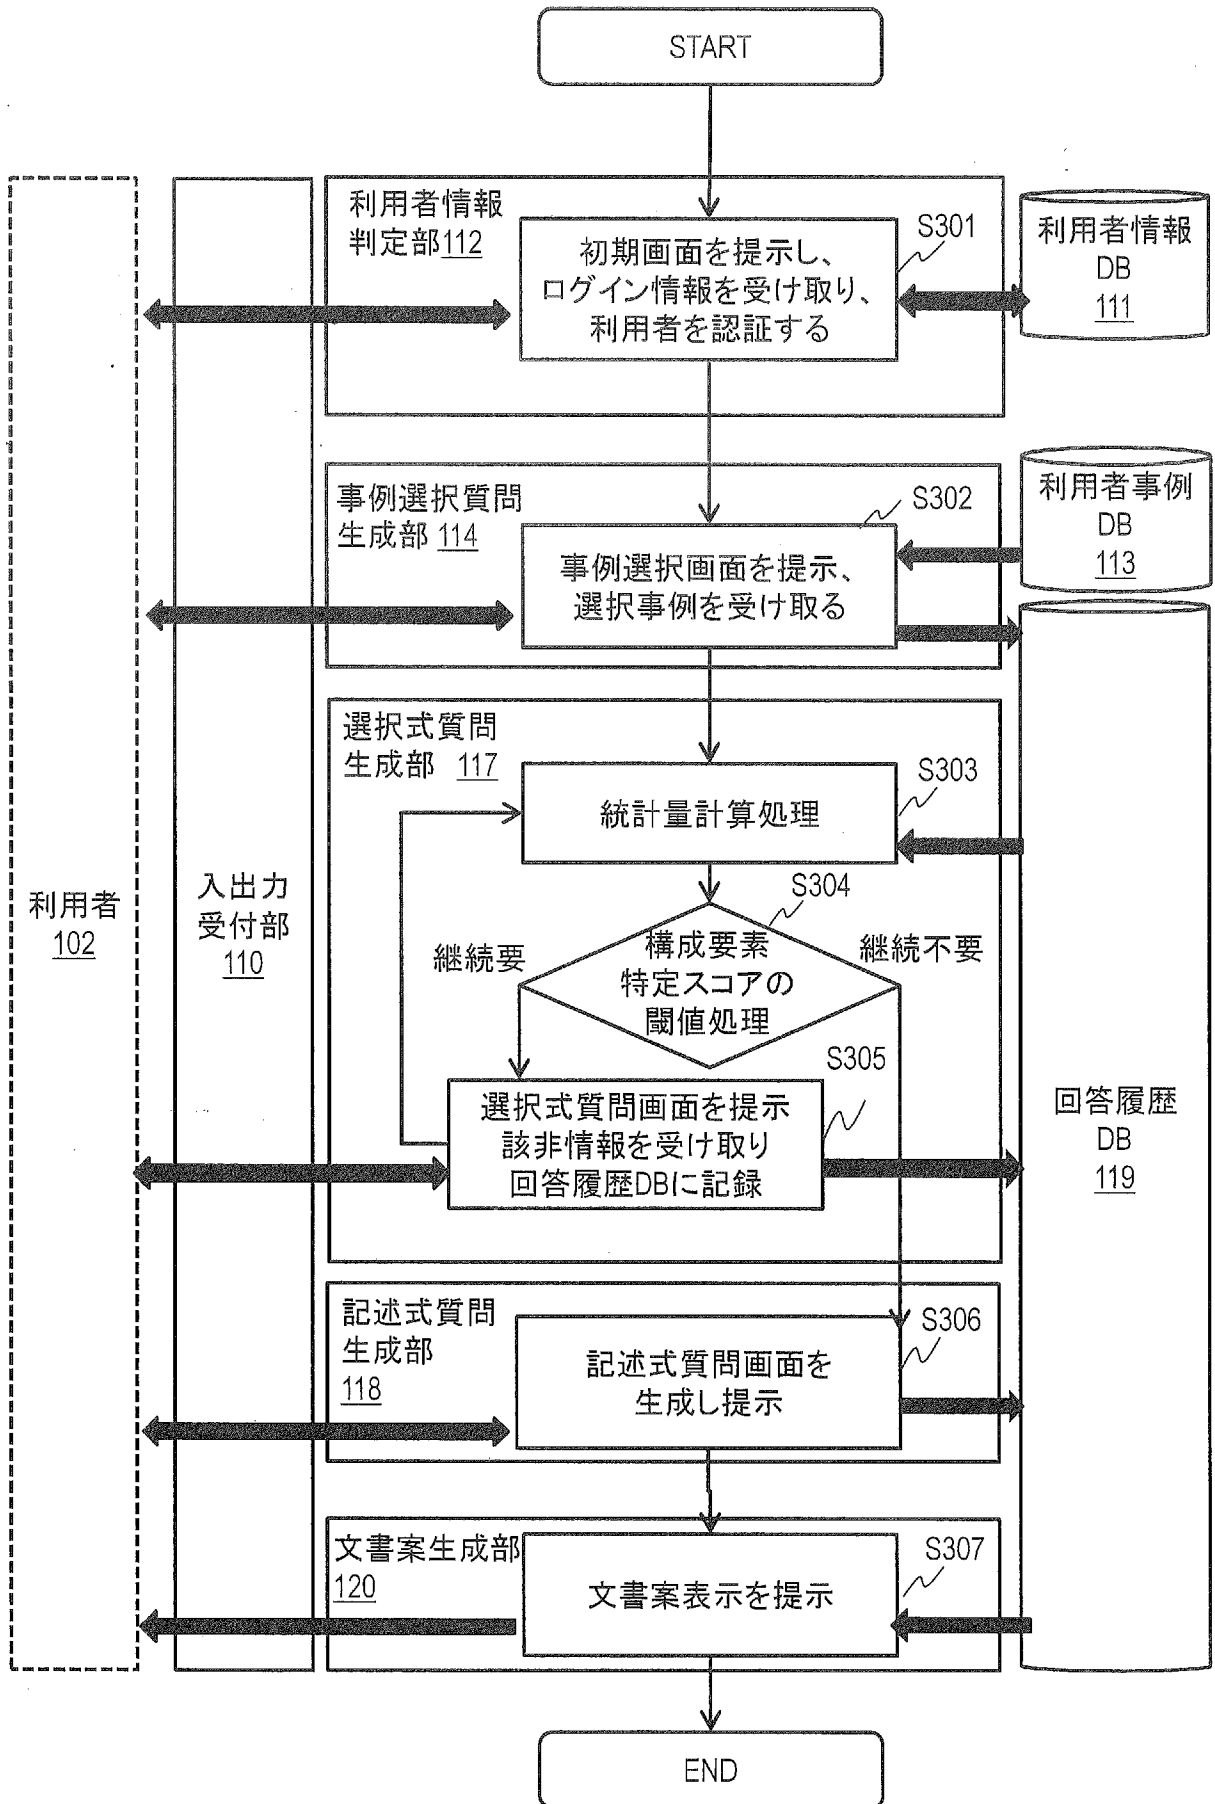 START
利用者情報
判定部112
S301
初期画面を提示し、
ログイン情報を受け取り、
利用者を認証する
利用者情報
DB
111
事例選択質問
生成部 114
S302
事例選択画面を提示、
選択事例を受け取る
利用者事例
DB
113
選択式質問
生成部 117
S303
統計量計算処理
S304
構成要素
特定スコアの
閾値処理
継続要
継続不要
S305
選択式質問画面を提示
該非情報を受け取り
回答履歴DBに記録
利用者
102
入出力
受付部
110
回答履歴
DB
119
記述式質問
生成部
118
S306
記述式質問画面を
生成し提示
文書案生成部
120
S307
文書案表示を提示
END